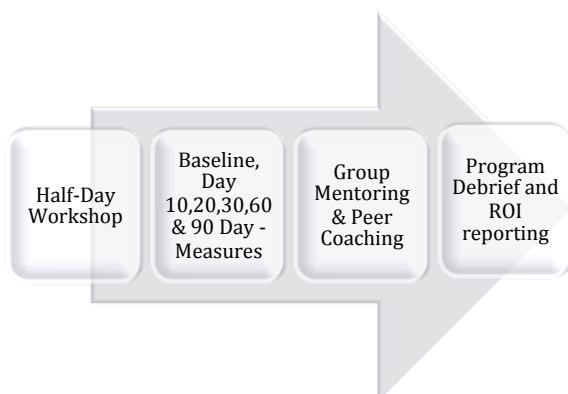 Half-Day
Workshop
Baseline,
Day
10,20,30,60
& 90 Day -
Measures
Group
Mentoring
& Peer
Coaching
Program
Debrief and
ROI
reporting